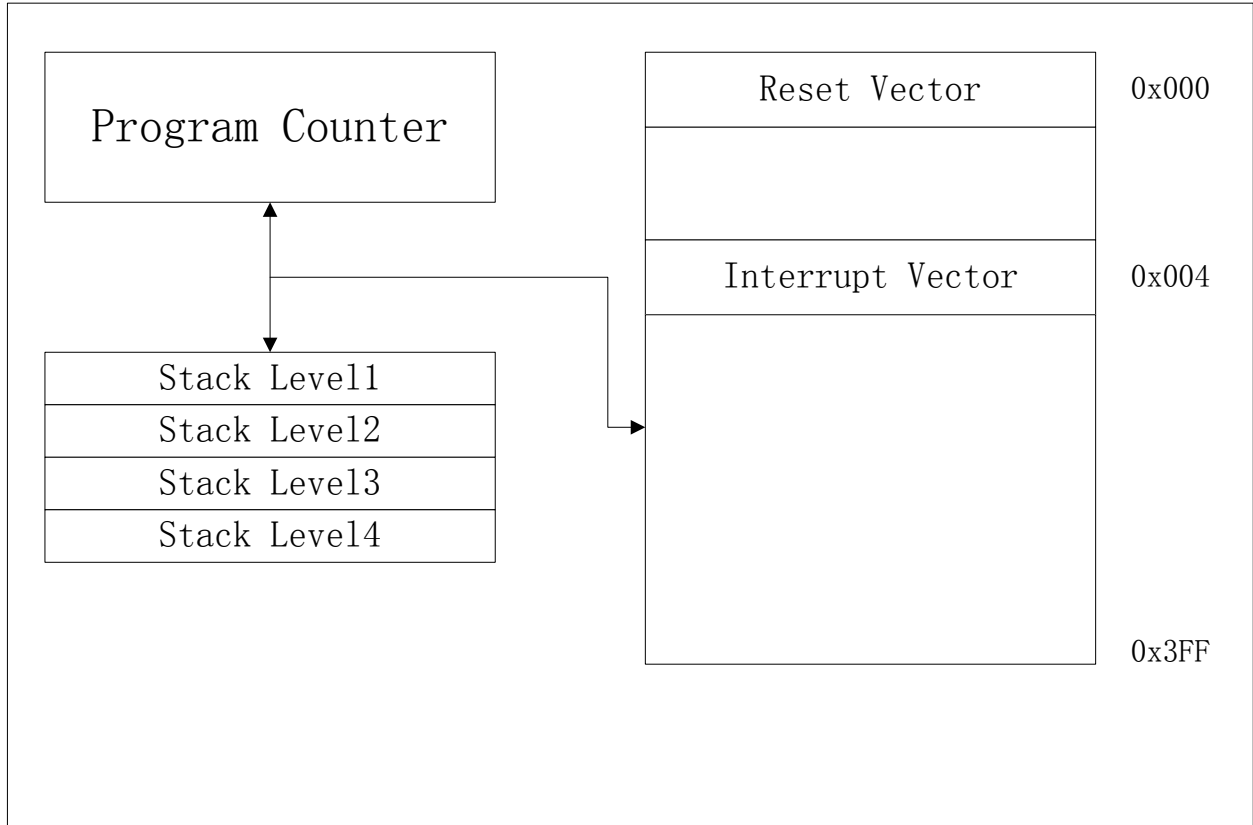 Program Counter
Stack Level1
Stack Level2
Stack Level3
Stack Level4
Reset Vector
0x000
Interrupt Vector
0x004
0x3FF